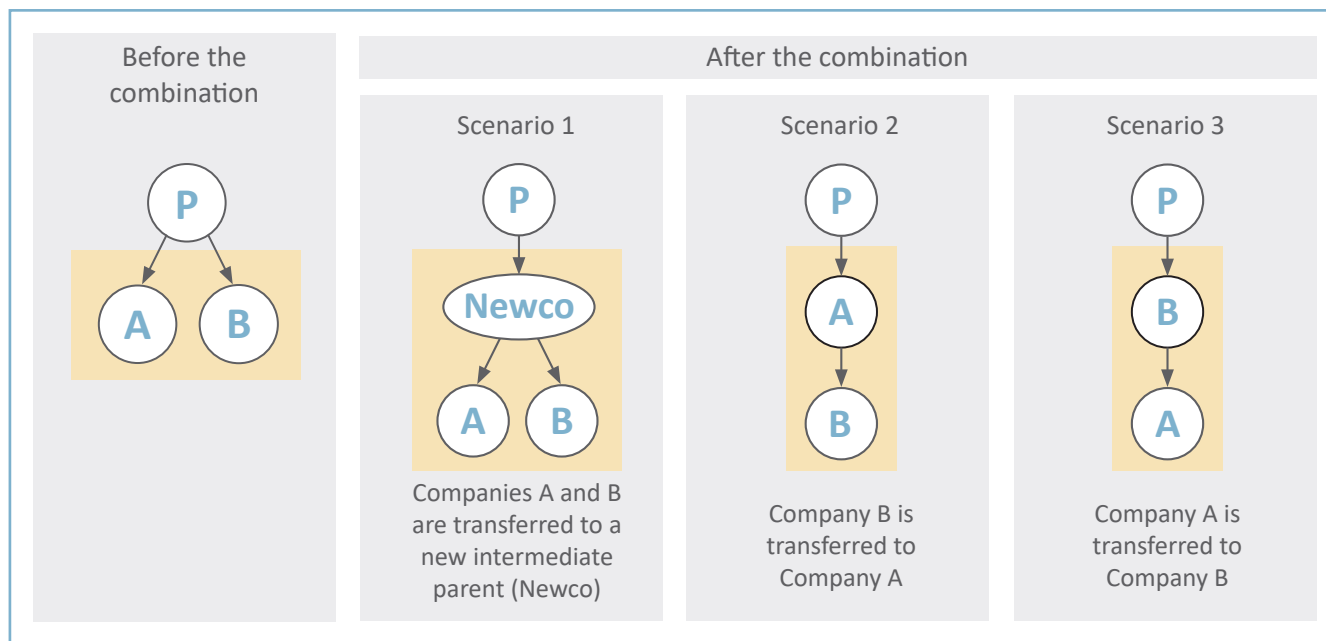 Before the
combination
P
A B
After the combination
Scenario 1
P
Newco
A B
Companies A and B
are transferred to a
new intermediate
parent (Newco)
Scenario 2
P
A
B
Company B is
transferred to
Company A
Scenario 3
P
B
A
Company A is
transferred to
Company B